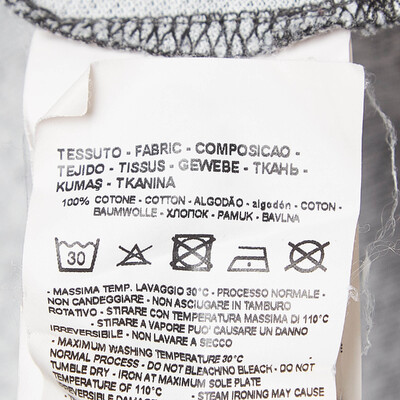 TESSUTO - FABRIC - COMPOSICAO -
TEJIDO - TISSUS - GEWEBE - ТКАНЬ -
KUMAŞ - TKANINA
100% COTONE - COTTON - ALGODÃO - algodón - COTON -
BAUMWOLLE - ХЛОПОК - PAMUK - BAVLNA
30
- MASSIMA TEMP. LAVAGGIO 30°C - PROCESSO NORMALE -
NON CANDEGGIARE - NON ASCIUGARE IN TAMBURO
ROTATIVO - STIRARE CON TEMPERATURA MASSIMA DI 110°C
- STIRARE A VAPORE PUO' CAUSARE UN DANNO
IRREVERSIBILE - NON LAVARE A SECCO
- MAXIMUM WASHING TEMPERATURE 30°C
NORMAL PROCESS - DO NOT BLEACHING BLEACH - DO NOT
TUMBLE DRY - IRON AT MAXIMUM SOLE PLATE
TEMPERATURE OF 110°C - STEAM IRONING MAY CAUSE